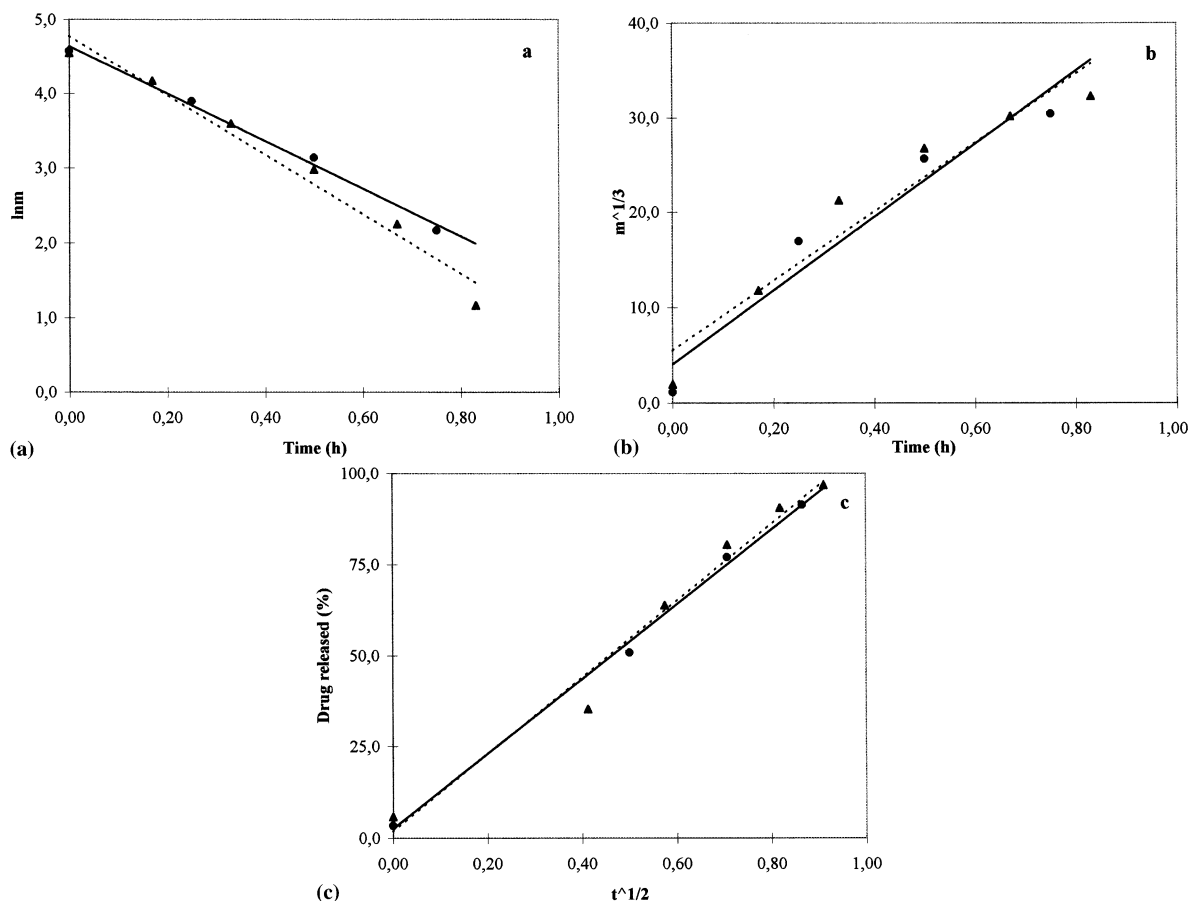 a
5,0
4,0
3,0
2,0
1,0
0,0
lnm
0,00 0,20 0,40 0,60 0,80 1,00
Time (h)
(a)
b
40,0
30,0
20,0
10,0
0,0
m^1/3
0,00 0,20 0,40 0,60 0,80 1,00
Time (h)
(b)
c
100,0
75,0
50,0
25,0
0,0
Drug released (%)
0,00 0,20 0,40 0,60 0,80 1,00
t^1/2
(c)